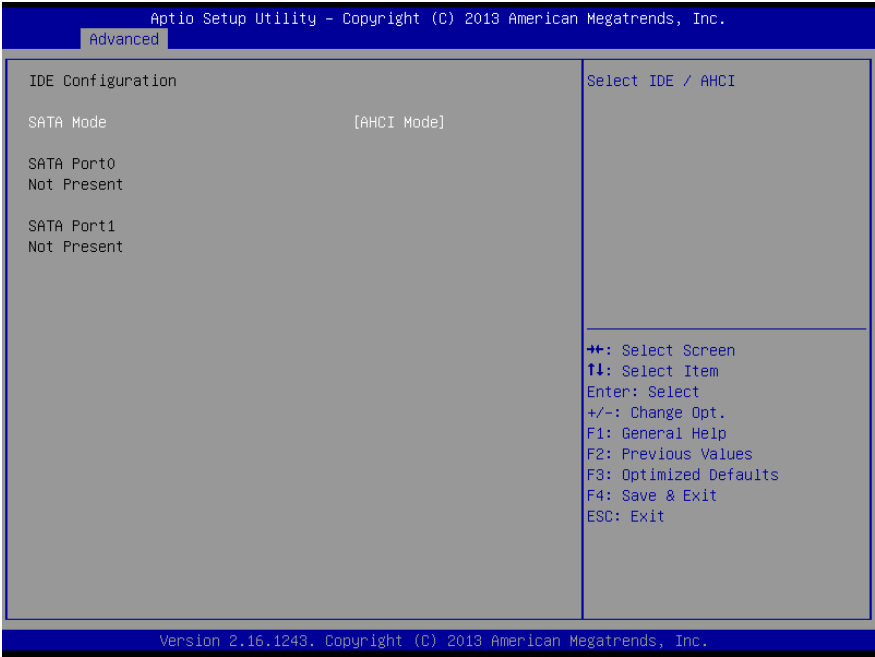 Aptio Setup Utility – Copyright (C) 2013 American Megatrends, Inc.
Advanced
IDE Configuration
SATA Mode [AHCI Mode]
SATA Port0
Not Present
SATA Port1
Not Present
Select IDE / AHCI
→←: Select Screen
↑↓: Select Item
Enter: Select
+/-: Change Opt.
F1: General Help
F2: Previous Values
F3: Optimized Defaults
F4: Save & Exit
ESC: Exit
Version 2.16.1243. Copyright (C) 2013 American Megatrends, Inc.